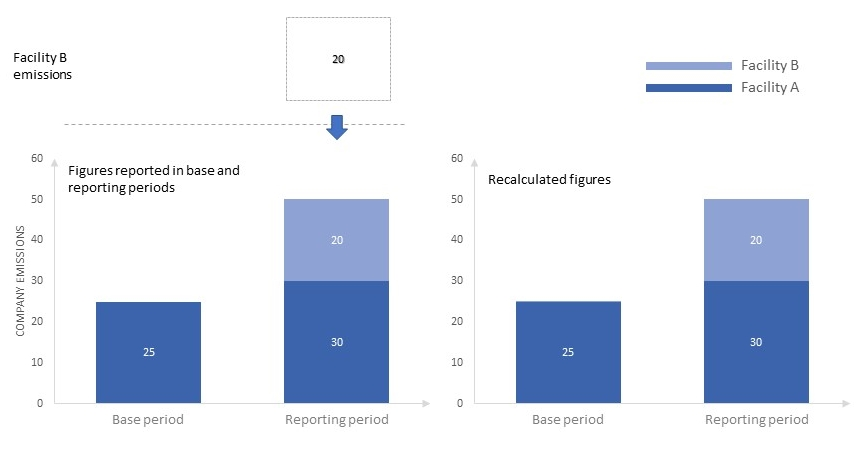 Facility B
emissions
20
Facility B
Facility A
Figures reported in base and
reporting periods
COMPANY EMISSIONS
60
50
40
30
20
10
0
25
20
30
Base period
Reporting period
Recalculated figures
60
50
40
30
20
10
0
25
20
30
Base period
Reporting period